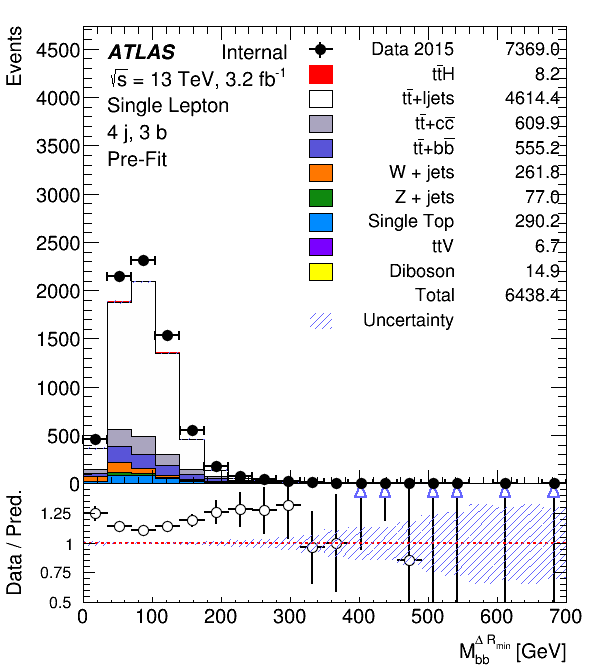 Events
4500
4000
3500
3000
2500
2000
1500
1000
500
0
ATLAS Internal
√s = 13 TeV, 3.2 fb⁻¹
Single Lepton
4 j, 3 b
Pre-Fit
Data 2015 7369.0
tt̄H 8.2
tt̄+ljets 4614.4
tt̄+cc̄ 609.9
tt̄+bb̄ 555.2
W + jets 261.8
Z + jets 77.0
Single Top 290.2
ttV 6.7
Diboson 14.9
Total 6438.4
Uncertainty
Data / Pred.
1.25
1
0.75
0.5
0 100 200 300 400 500 600 700
M_bb^ΔR_min [GeV]